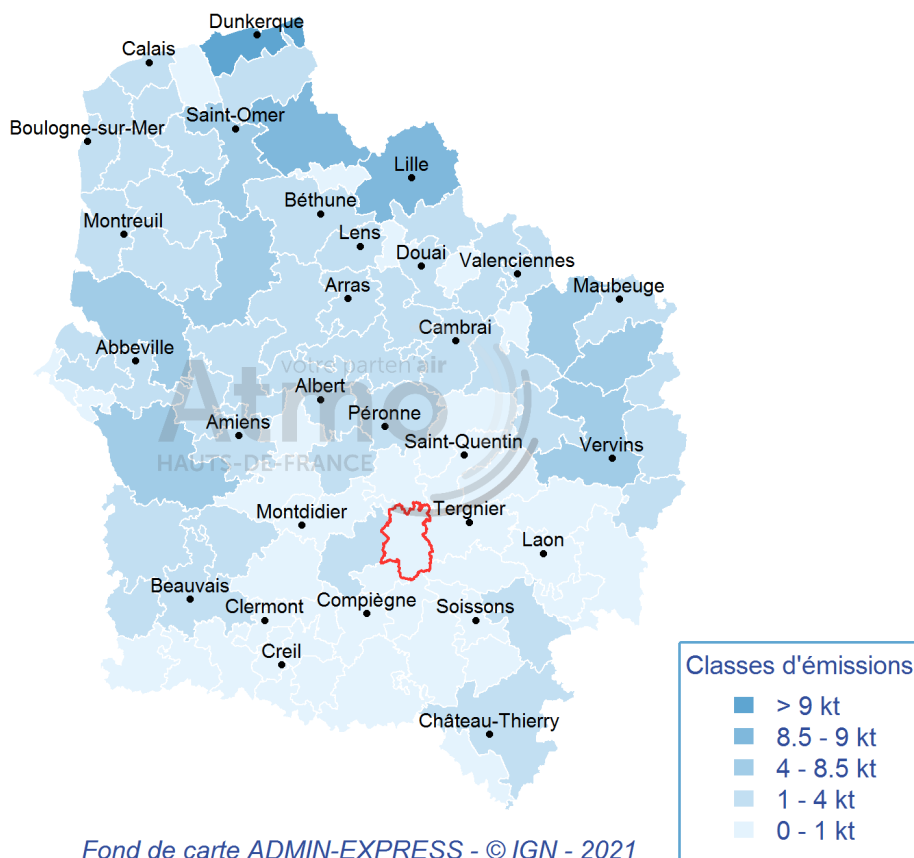 Dunkerque
Calais
Saint-Omer
Boulogne-sur-Mer
Lille
Béthune
Montreuil
Lens
Douai
Valenciennes
Arras
Maubeuge
Cambrai
Abbeville
votre parten'air
Atmo
HAUTS-DE-FRANCE
Albert
Péronne
Amiens
Saint-Quentin
Vervins
Montdidier
Tergnier
Laon
Beauvais
Clermont
Compiègne
Soissons
Creil
Château-Thierry
Classes d'émissions
> 9 kt
8.5 - 9 kt
4 - 8.5 kt
1 - 4 kt
0 - 1 kt
Fond de carte ADMIN-EXPRESS - © IGN - 2021